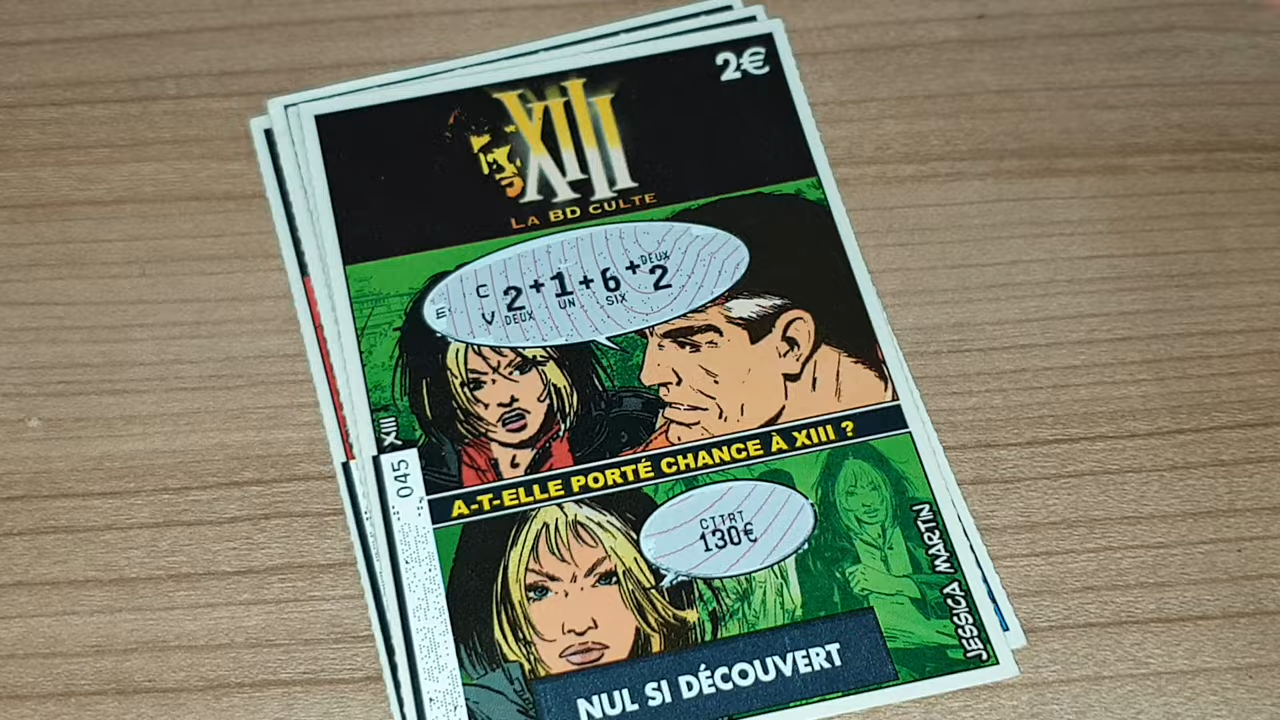 2€
XIII
LA BD CULTE
C 2+1+6+2
E V DEUX UN SIX DEUX
XIII
045
A-T-ELLE PORTÉ CHANCE À XIII ?
CTTRT
130€
JESSICA MARTIN
NUL SI DÉCOUVERT